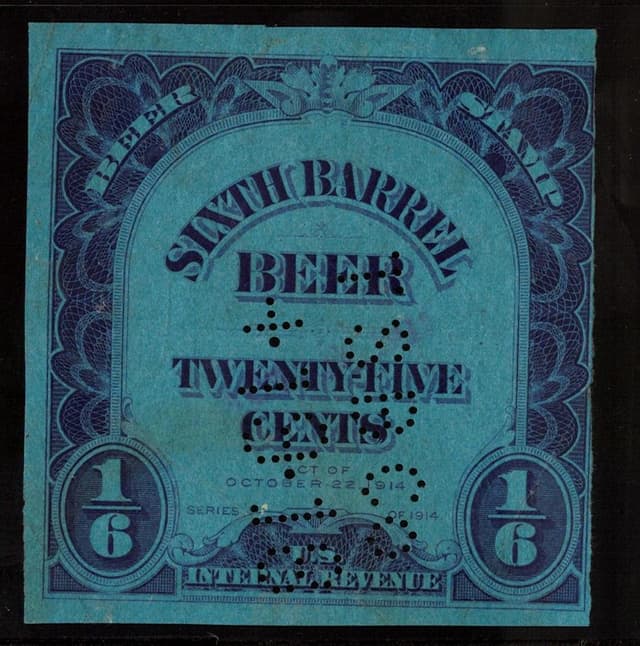 BEER STAMP
SIXTH BARREL
BEER
TWENTY-FIVE
CENTS
ACT OF
OCTOBER 22, 1914
SERIES OF 1914
1/6 1/6
U.S.
INTERNAL REVENUE